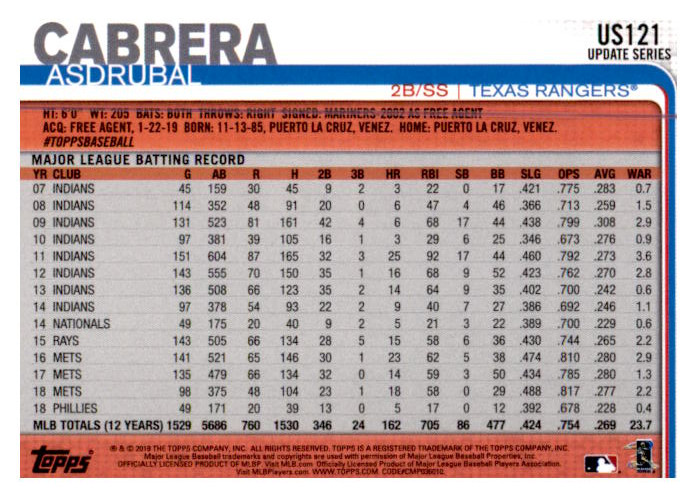 CABRERA
ASDRUBAL
US121
UPDATE SERIES
2B/SS | TEXAS RANGERS®
HT: 6'0" WT: 205 BATS: BOTH THROWS: RIGHT SIGNED: MARINERS 2002 AS FREE AGENT
ACQ: FREE AGENT, 1-22-19 BORN: 11-13-85, PUERTO LA CRUZ, VENEZ. HOME: PUERTO LA CRUZ, VENEZ.
#TOPPSBASEBALL
MAJOR LEAGUE BATTING RECORD
YR CLUB G AB R H 2B 3B HR RBI SB BB SLG OPS AVG WAR
07 INDIANS 45 159 30 45 9 2 3 22 0 17 .421 .775 .283 0.7
08 INDIANS 114 352 48 91 20 0 6 47 4 46 .366 .713 .259 1.5
09 INDIANS 131 523 81 161 42 4 6 68 17 44 .438 .799 .308 2.9
10 INDIANS 97 381 39 105 16 1 3 29 6 25 .346 .673 .276 0.9
11 INDIANS 151 604 87 165 32 3 25 92 17 44 .460 .792 .273 3.6
12 INDIANS 143 555 70 150 35 1 16 68 9 52 .423 .762 .270 2.8
13 INDIANS 136 508 66 123 35 2 14 64 9 35 .402 .700 .242 0.6
14 INDIANS 97 378 54 93 22 2 9 40 7 27 .386 .692 .246 1.1
14 NATIONALS 49 175 20 40 9 2 5 21 3 22 .389 .700 .229 0.6
15 RAYS 143 505 66 134 28 5 15 58 6 36 .430 .744 .265 2.2
16 METS 141 521 65 146 30 1 23 62 5 38 .474 .810 .280 2.9
17 METS 135 479 66 134 32 0 14 59 3 50 .434 .785 .280 1.3
18 METS 98 375 48 104 23 1 18 58 0 29 .488 .817 .277 2.2
18 PHILLIES 49 171 20 39 13 0 5 17 0 12 .392 .678 .228 0.4
MLB TOTALS (12 YEARS) 1529 5686 760 1530 346 24 162 705 86 477 .424 .754 .269 23.7
Topps
® & © 2019 THE TOPPS COMPANY, INC. ALL RIGHTS RESERVED. TOPPS IS A REGISTERED TRADEMARK OF THE TOPPS COMPANY, INC.
Major League Baseball trademarks and copyrights are used with permission of Major League Baseball Properties, Inc.
OFFICIALLY LICENSED PRODUCT OF MLBP. Visit MLB.com Officially Licensed Product of Major League Baseball Players Association.
Visit MLBPlayers.com. WWW.TOPPS.COM CODE#CMP036010.